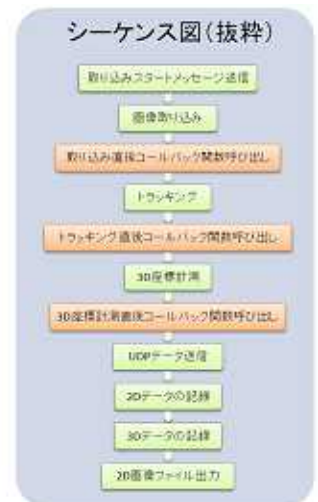 シーケンス図(抜粋)
取り込みスタートメッセージ送信
画像取り込み
取り込み直後コールバック関数呼び出し
トラッキング
トラッキング直後コールバック関数呼び出し
3D座標計測
3D座標計測直後コールバック関数呼び出し
UDPデータ送信
2Dデータの記録
3Dデータの記録
2D画像ファイル出力